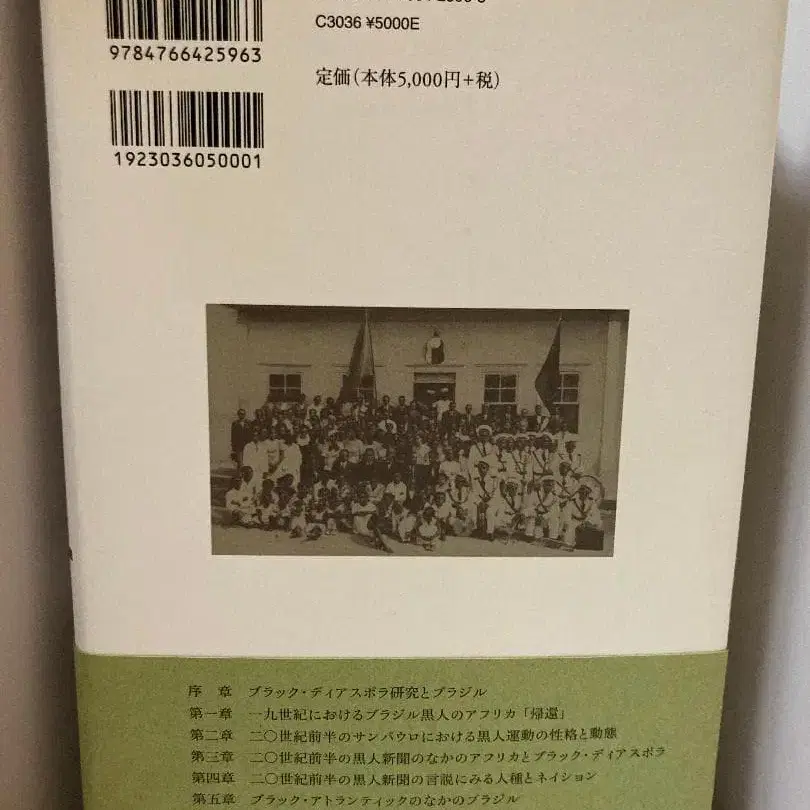 9784766425963
C3036 ¥5000E
定価(本体5,000円+税)
1923036050001
序 章 ブラック・ディアスポラ研究とブラジル
第一章 一九世紀におけるブラジル黒人のアフリカ「帰還」
第二章 二〇世紀前半のサンパウロにおける黒人運動の性格と動態
第三章 二〇世紀前半の黒人新聞のなかのアフリカとブラック・ディアスポラ
第四章 二〇世紀前半の黒人新聞の言説にみる人種とネイション
第五章 ブラック・アトランティックのなかのブラジル